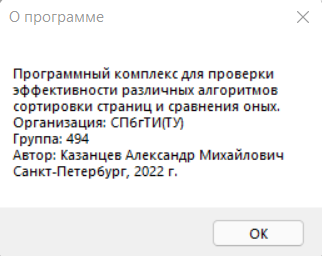 О программе
Программный комплекс для проверки
эффективности различных алгоритмов
сортировки страниц и сравнения оных.
Организация: СПбГТИ(ТУ)
Группа: 494
Автор: Казанцев Александр Михайлович
Санкт-Петербург, 2022 г.
ОК